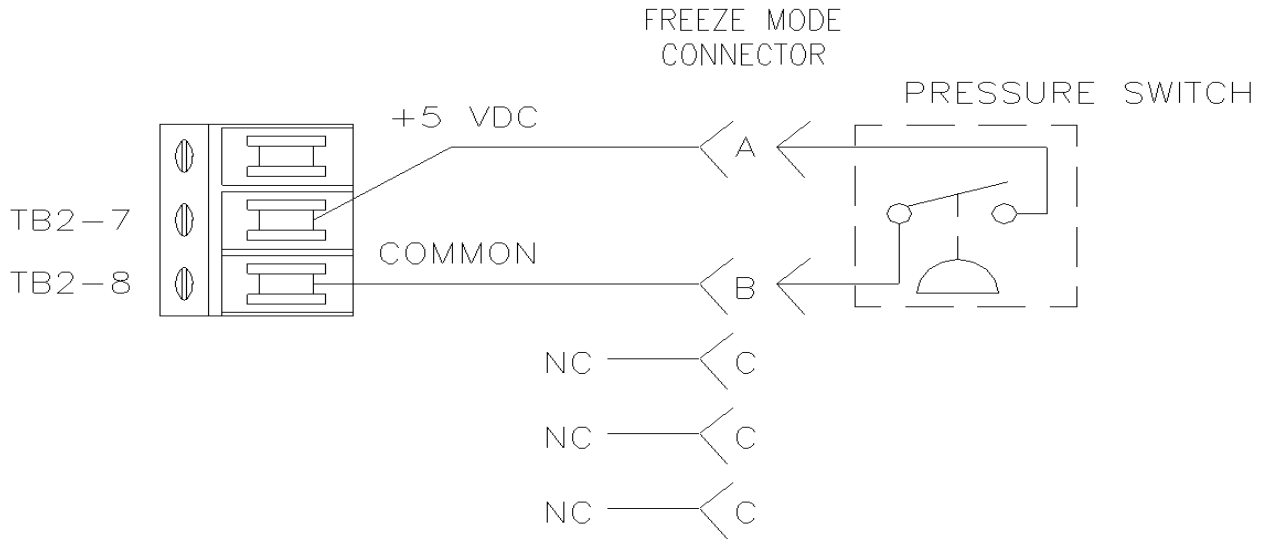 FREEZE MODE
CONNECTOR
PRESSURE SWITCH
+5 VDC
A
TB2-7
COMMON
TB2-8
B
NC C
NC C
NC C